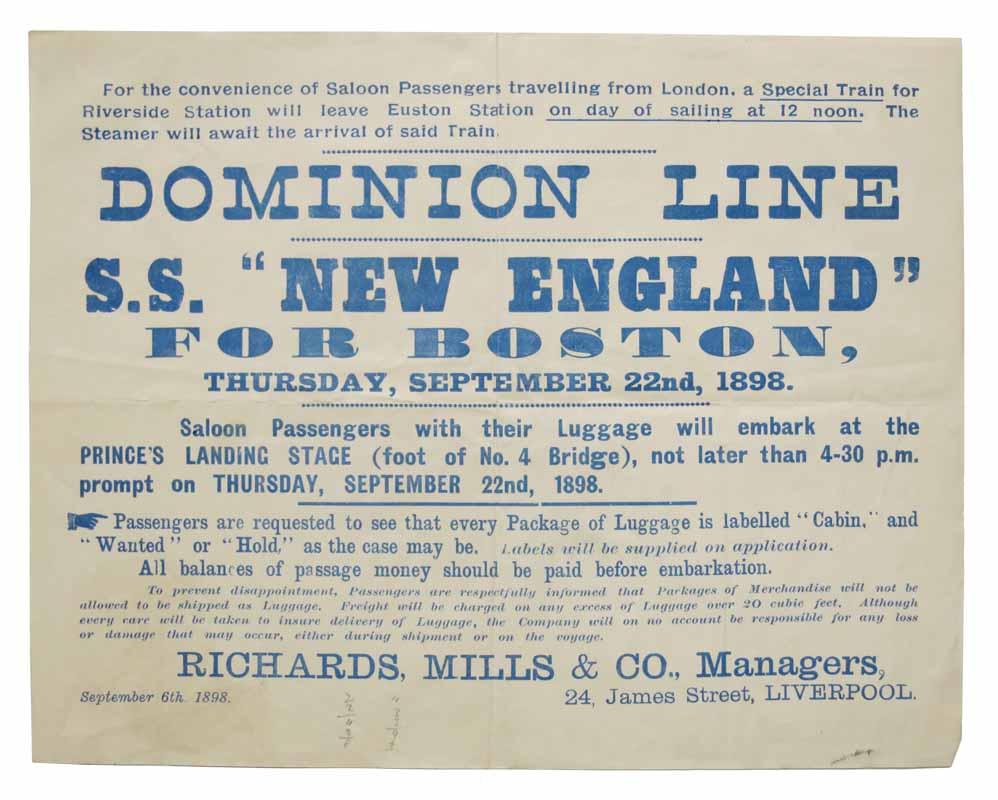 For the convenience of Saloon Passengers travelling from London, a Special Train for
Riverside Station will leave Euston Station on day of sailing at 12 noon. The
Steamer will await the arrival of said Train.
DOMINION LINE
S.S. "NEW ENGLAND"
FOR BOSTON,
THURSDAY, SEPTEMBER 22nd, 1898.
Saloon Passengers with their Luggage will embark at the
PRINCE'S LANDING STAGE (foot of No. 4 Bridge), not later than 4-30 p.m.
prompt on THURSDAY, SEPTEMBER 22nd, 1898.
Passengers are requested to see that every Package of Luggage is labelled "Cabin," and
"Wanted" or "Hold," as the case may be. Labels will be supplied on application.
All balances of passage money should be paid before embarkation.
To prevent disappointment, Passengers are respectfully informed that Packages of Merchandise will not be
allowed to be shipped as Luggage. Freight will be charged on any excess of Luggage over 20 cubic feet. Although
every care will be taken to insure delivery of Luggage, the Company will on no account be responsible for any loss
or damage that may occur, either during shipment or on the voyage.
RICHARDS, MILLS & CO., Managers,
September 6th 1898.
24, James Street, LIVERPOOL.